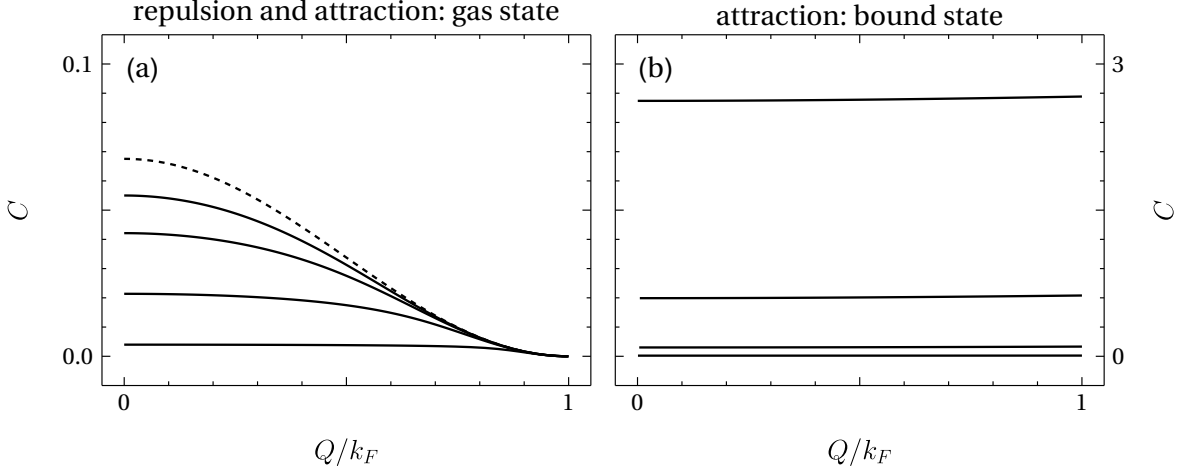 repulsion and attraction: gas state
attraction: bound state
(a)
(b)
0.1
0.0
C
0
1
Q/k_F
3
0
C
0
1
Q/k_F